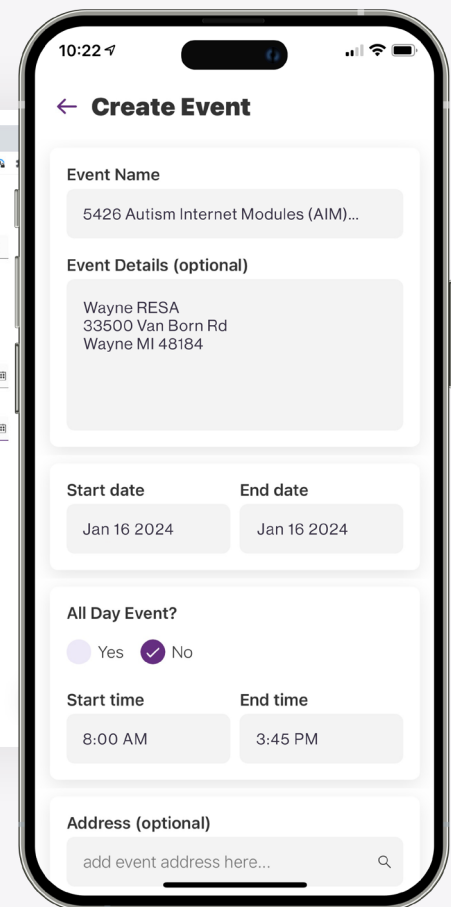 10:22
Create Event
Event Name
5426 Autism Internet Modules (AIM)...
Event Details (optional)
Wayne RESA
33500 Van Born Rd
Wayne MI 48184
Start date End date
Jan 16 2024 Jan 16 2024
All Day Event?
Yes No
Start time End time
8:00 AM 3:45 PM
Address (optional)
add event address here...